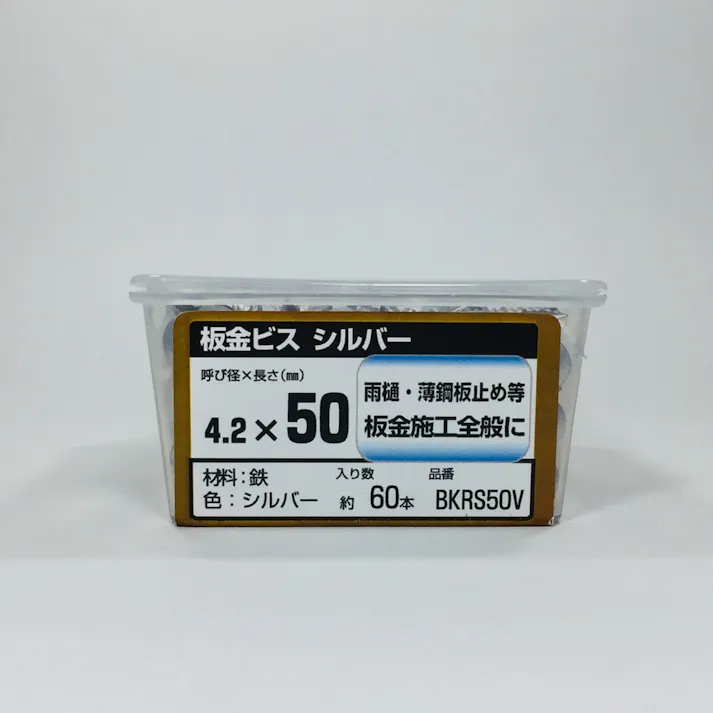 板金ビス シルバー
呼び径×長さ(㎜)
4.2×50
雨樋・薄鋼板止め等
板金施工全般に
材料:鉄
色:シルバー
入り数
約 60本
品番
BKRS50V